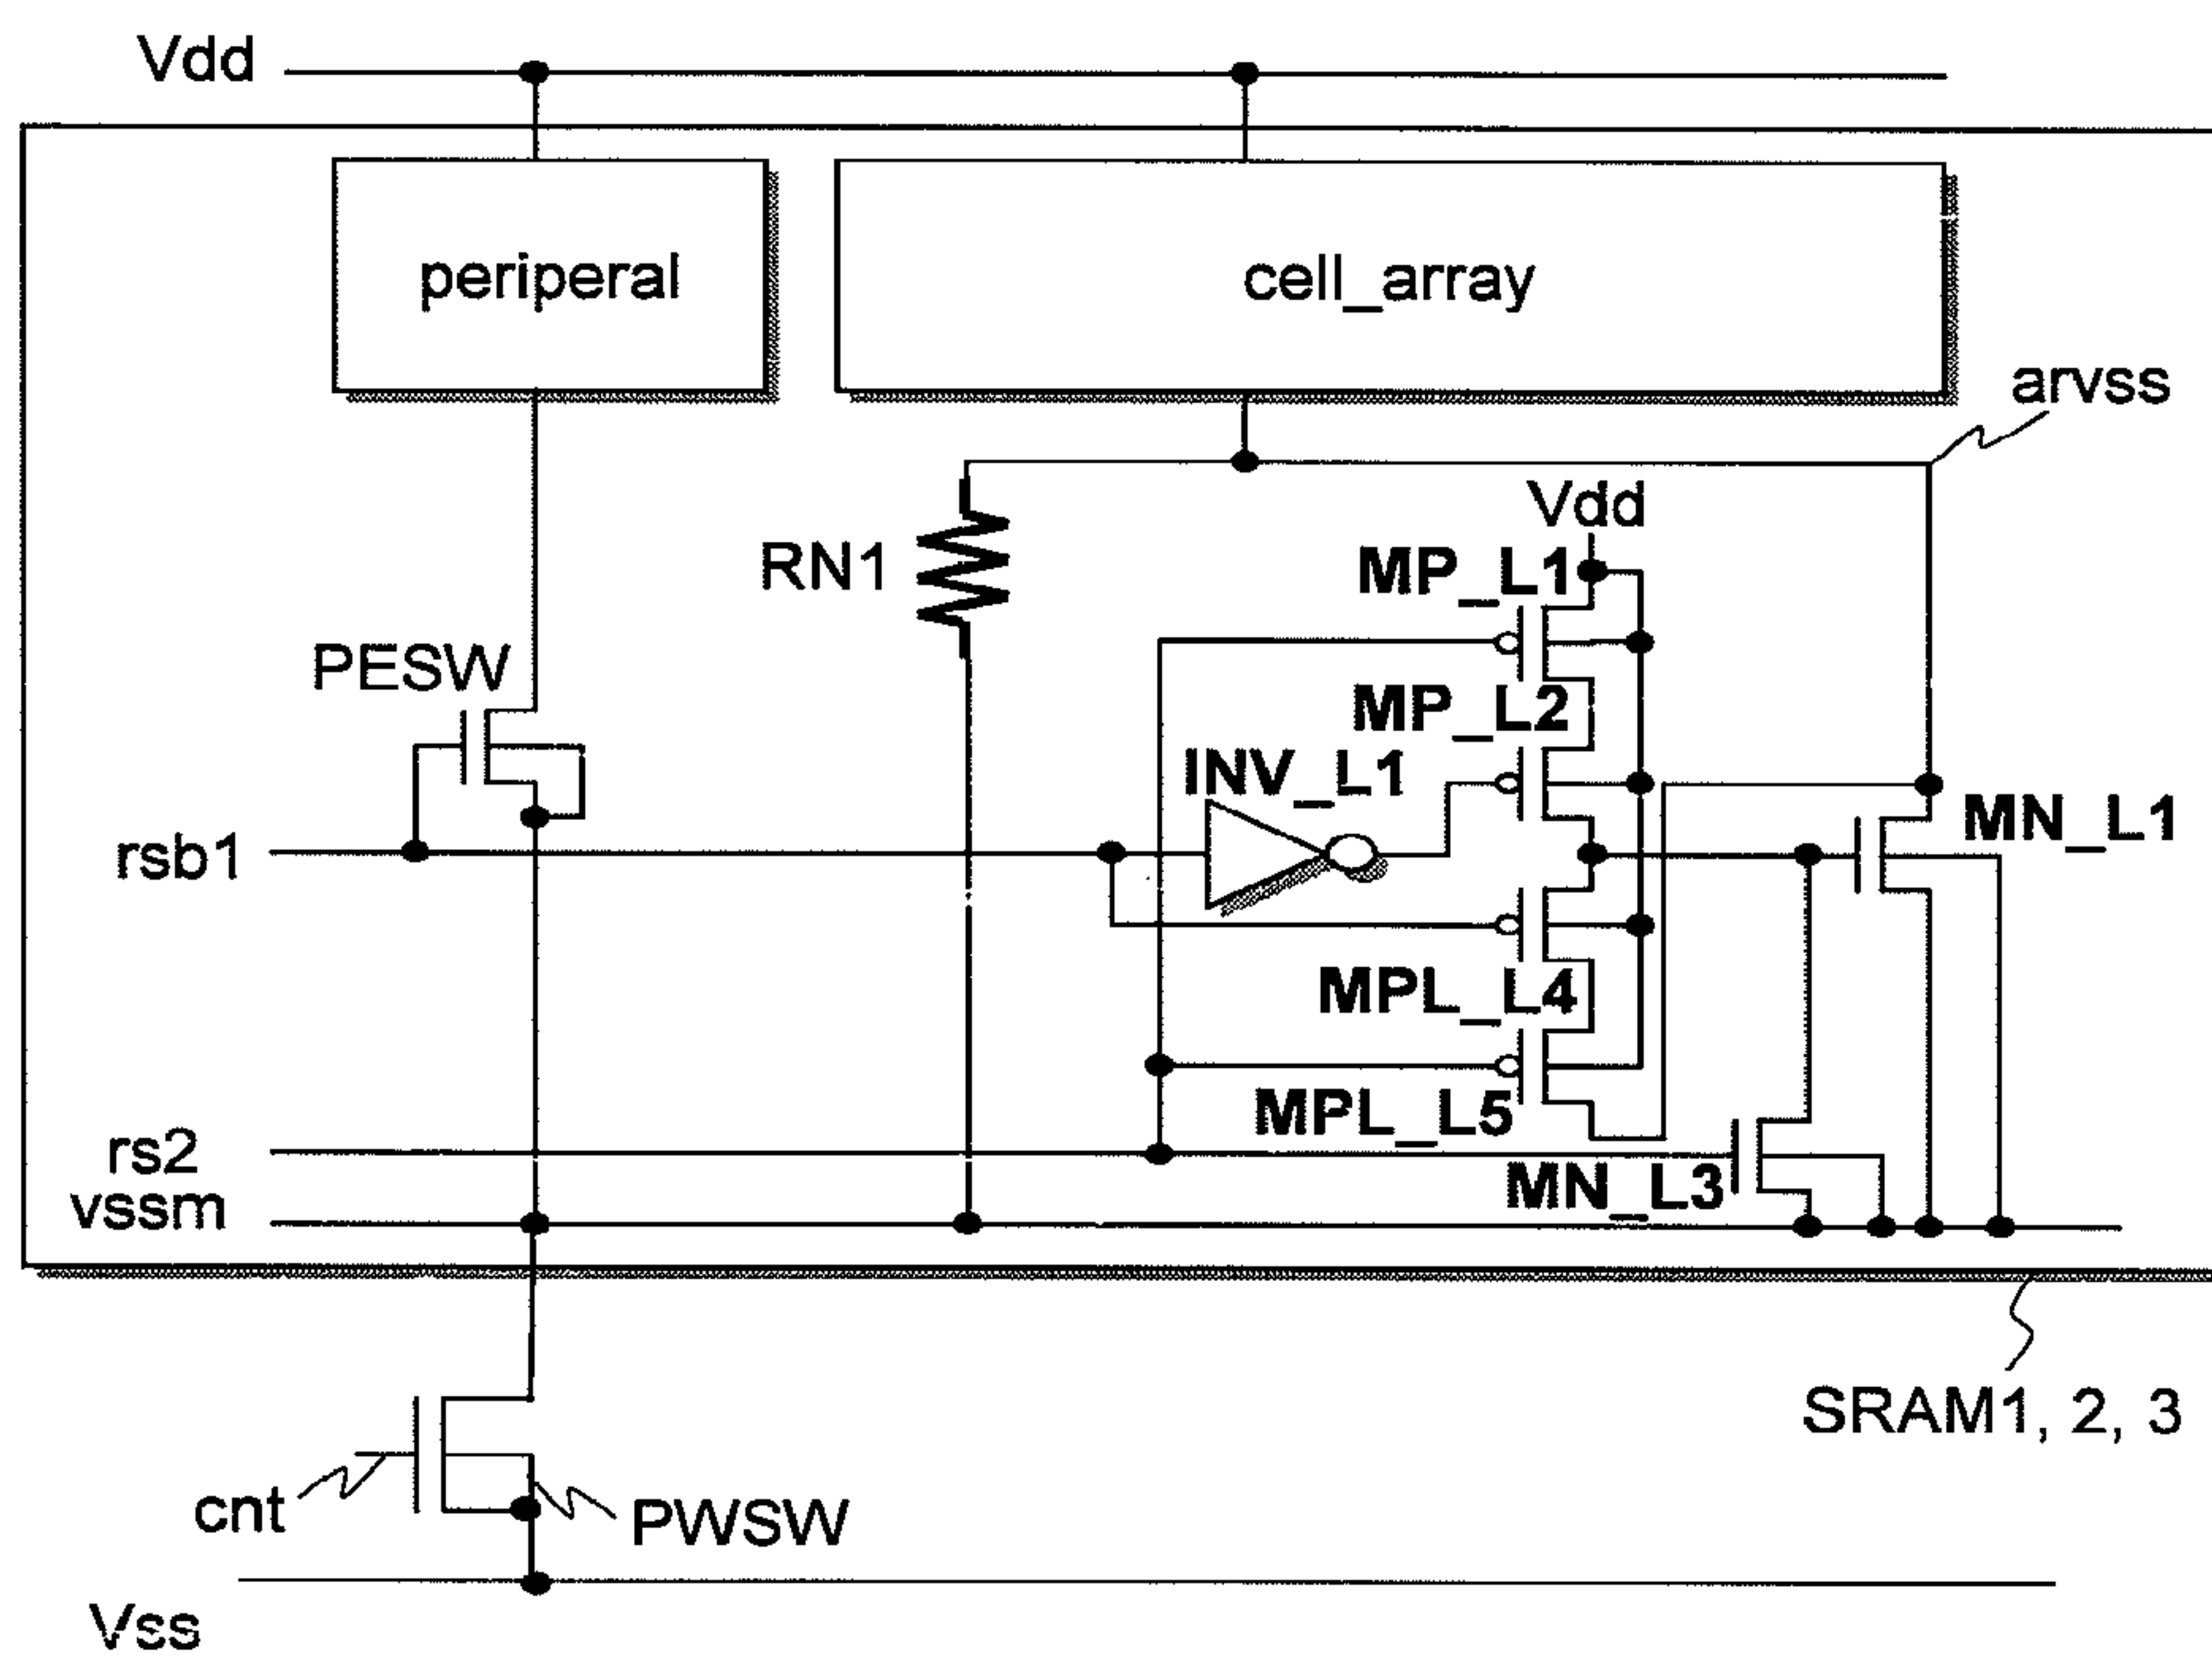 Vdd
periperal
cell_array
arvss
Vdd
RN1
MP_L1
PESW
MP_L2
INV_L1
MN_L1
rsb1
MPL_L4
MPL_L5
rs2
MN_L3
vssm
SRAM1, 2, 3
cnt
PWSW
Vss